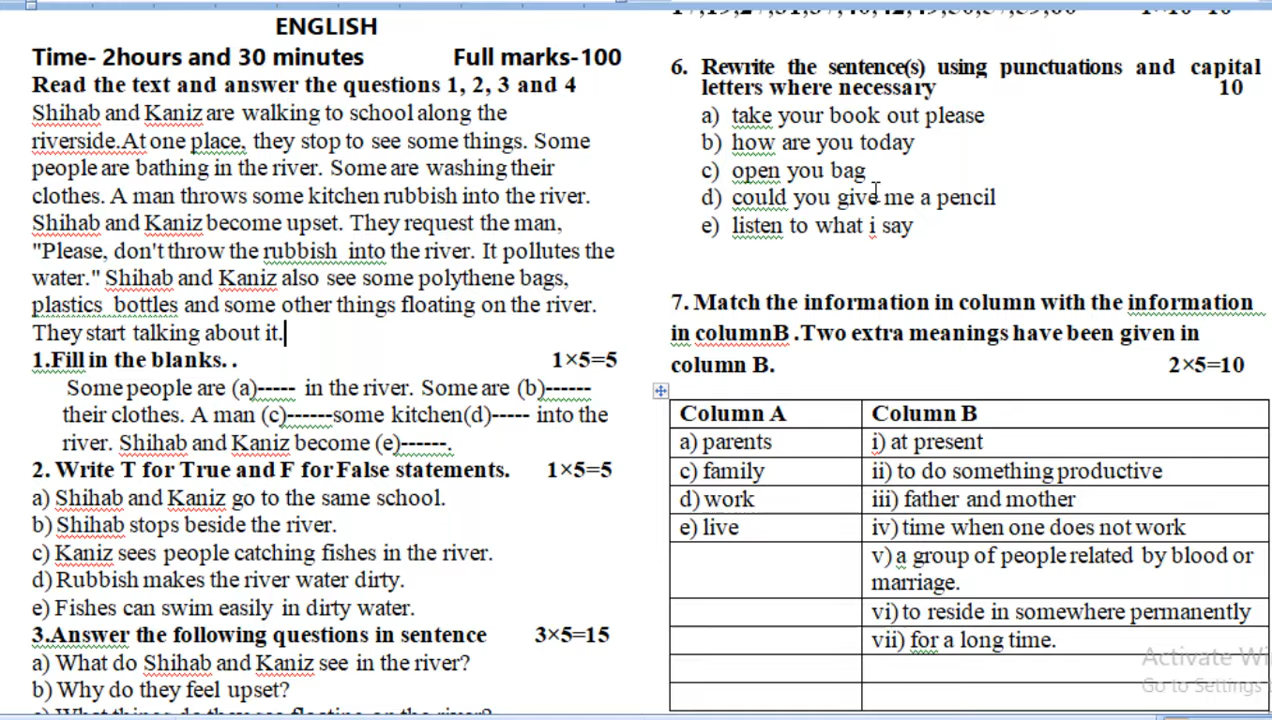 ENGLISH
Time- 2hours and 30 minutes Full marks-100
Read the text and answer the questions 1, 2, 3 and 4
Shihab and Kaniz are walking to school along the
riverside.At one place, they stop to see some things. Some
people are bathing in the river. Some are washing their
clothes. A man throws some kitchen rubbish into the river.
Shihab and Kaniz become upset. They request the man,
"Please, don't throw the rubbish into the river. It pollutes the
water." Shihab and Kaniz also see some polythene bags,
plastics bottles and some other things floating on the river.
They start talking about it.
1.Fill in the blanks. . 1×5=5
Some people are (a)----- in the river. Some are (b)------
their clothes. A man (c)------some kitchen(d)----- into the
river. Shihab and Kaniz become (e)------.
2. Write T for True and F for False statements. 1×5=5
a) Shihab and Kaniz go to the same school.
b) Shihab stops beside the river.
c) Kaniz sees people catching fishes in the river.
d) Rubbish makes the river water dirty.
e) Fishes can swim easily in dirty water.
3.Answer the following questions in sentence 3×5=15
a) What do Shihab and Kaniz see in the river?
b) Why do they feel upset?
6. Rewrite the sentence(s) using punctuations and capital
letters where necessary 10
a) take your book out please
b) how are you today
c) open you bag
d) could you give me a pencil
e) listen to what i say
7. Match the information in column with the information
in columnB .Two extra meanings have been given in
column B. 2×5=10
Column A Column B
a) parents i) at present
c) family ii) to do something productive
d) work iii) father and mother
e) live iv) time when one does not work
v) a group of people related by blood or
marriage.
vi) to reside in somewhere permanently
vii) for a long time.
Activate Wi
Go to Settings